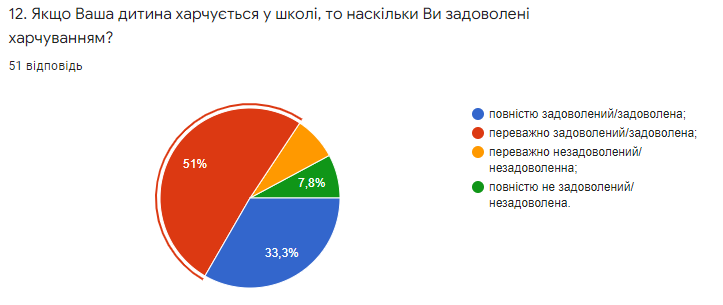 12. Якщо Ваша дитина харчується у школі, то наскільки Ви задоволені
харчуванням?
51 відповідь
повністю задоволений/задоволена;
переважно задоволений/задоволена;
переважно незадоволений/
незадоволенна;
повністю не задоволений/
незадоволена.
51%
7,8%
33,3%